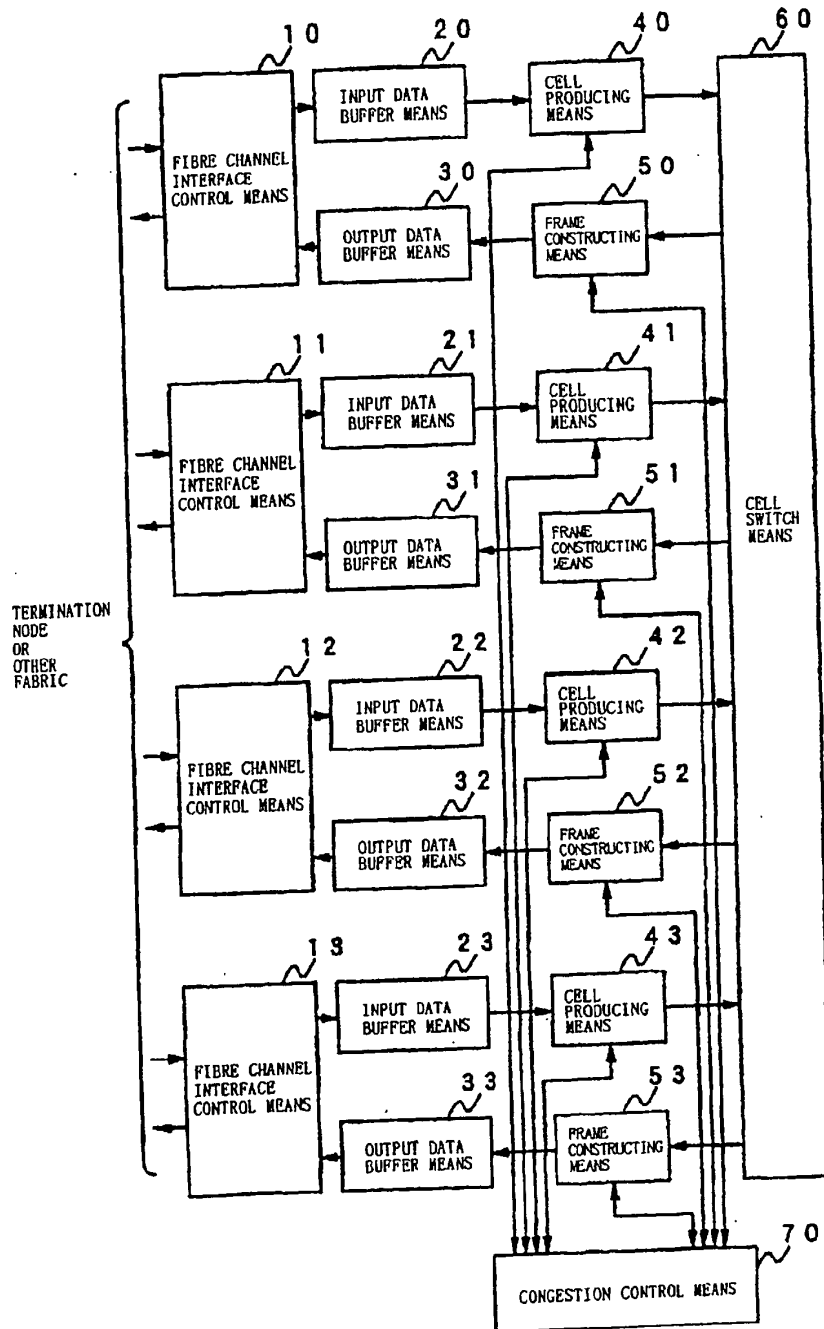 10
20
40
60
INPUT DATA
BUFFER MEANS
CELL
PRODUCING
MEANS
FIBRE CHANNEL
INTERFACE
CONTROL MEANS
30
50
OUTPUT DATA
BUFFER MEANS
FRAME
CONSTRUCTING
MEANS
11
21
41
INPUT DATA
BUFFER MEANS
CELL
PRODUCING
MEANS
FIBRE CHANNEL
INTERFACE
CONTROL MEANS
31
51
OUTPUT DATA
BUFFER MEANS
FRAME
CONSTRUCTING
MEANS
CELL
SWITCH
MEANS
TERMINATION
NODE
OR
OTHER
FABRIC
12
22
42
INPUT DATA
BUFFER MEANS
CELL
PRODUCING
MEANS
FIBRE CHANNEL
INTERFACE
CONTROL MEANS
32
52
OUTPUT DATA
BUFFER MEANS
FRAME
CONSTRUCTING
MEANS
13
23
43
INPUT DATA
BUFFER MEANS
CELL
PRODUCING
MEANS
FIBRE CHANNEL
INTERFACE
CONTROL MEANS
33
53
OUTPUT DATA
BUFFER MEANS
FRAME
CONSTRUCTING
MEANS
70
CONGESTION CONTROL MEANS